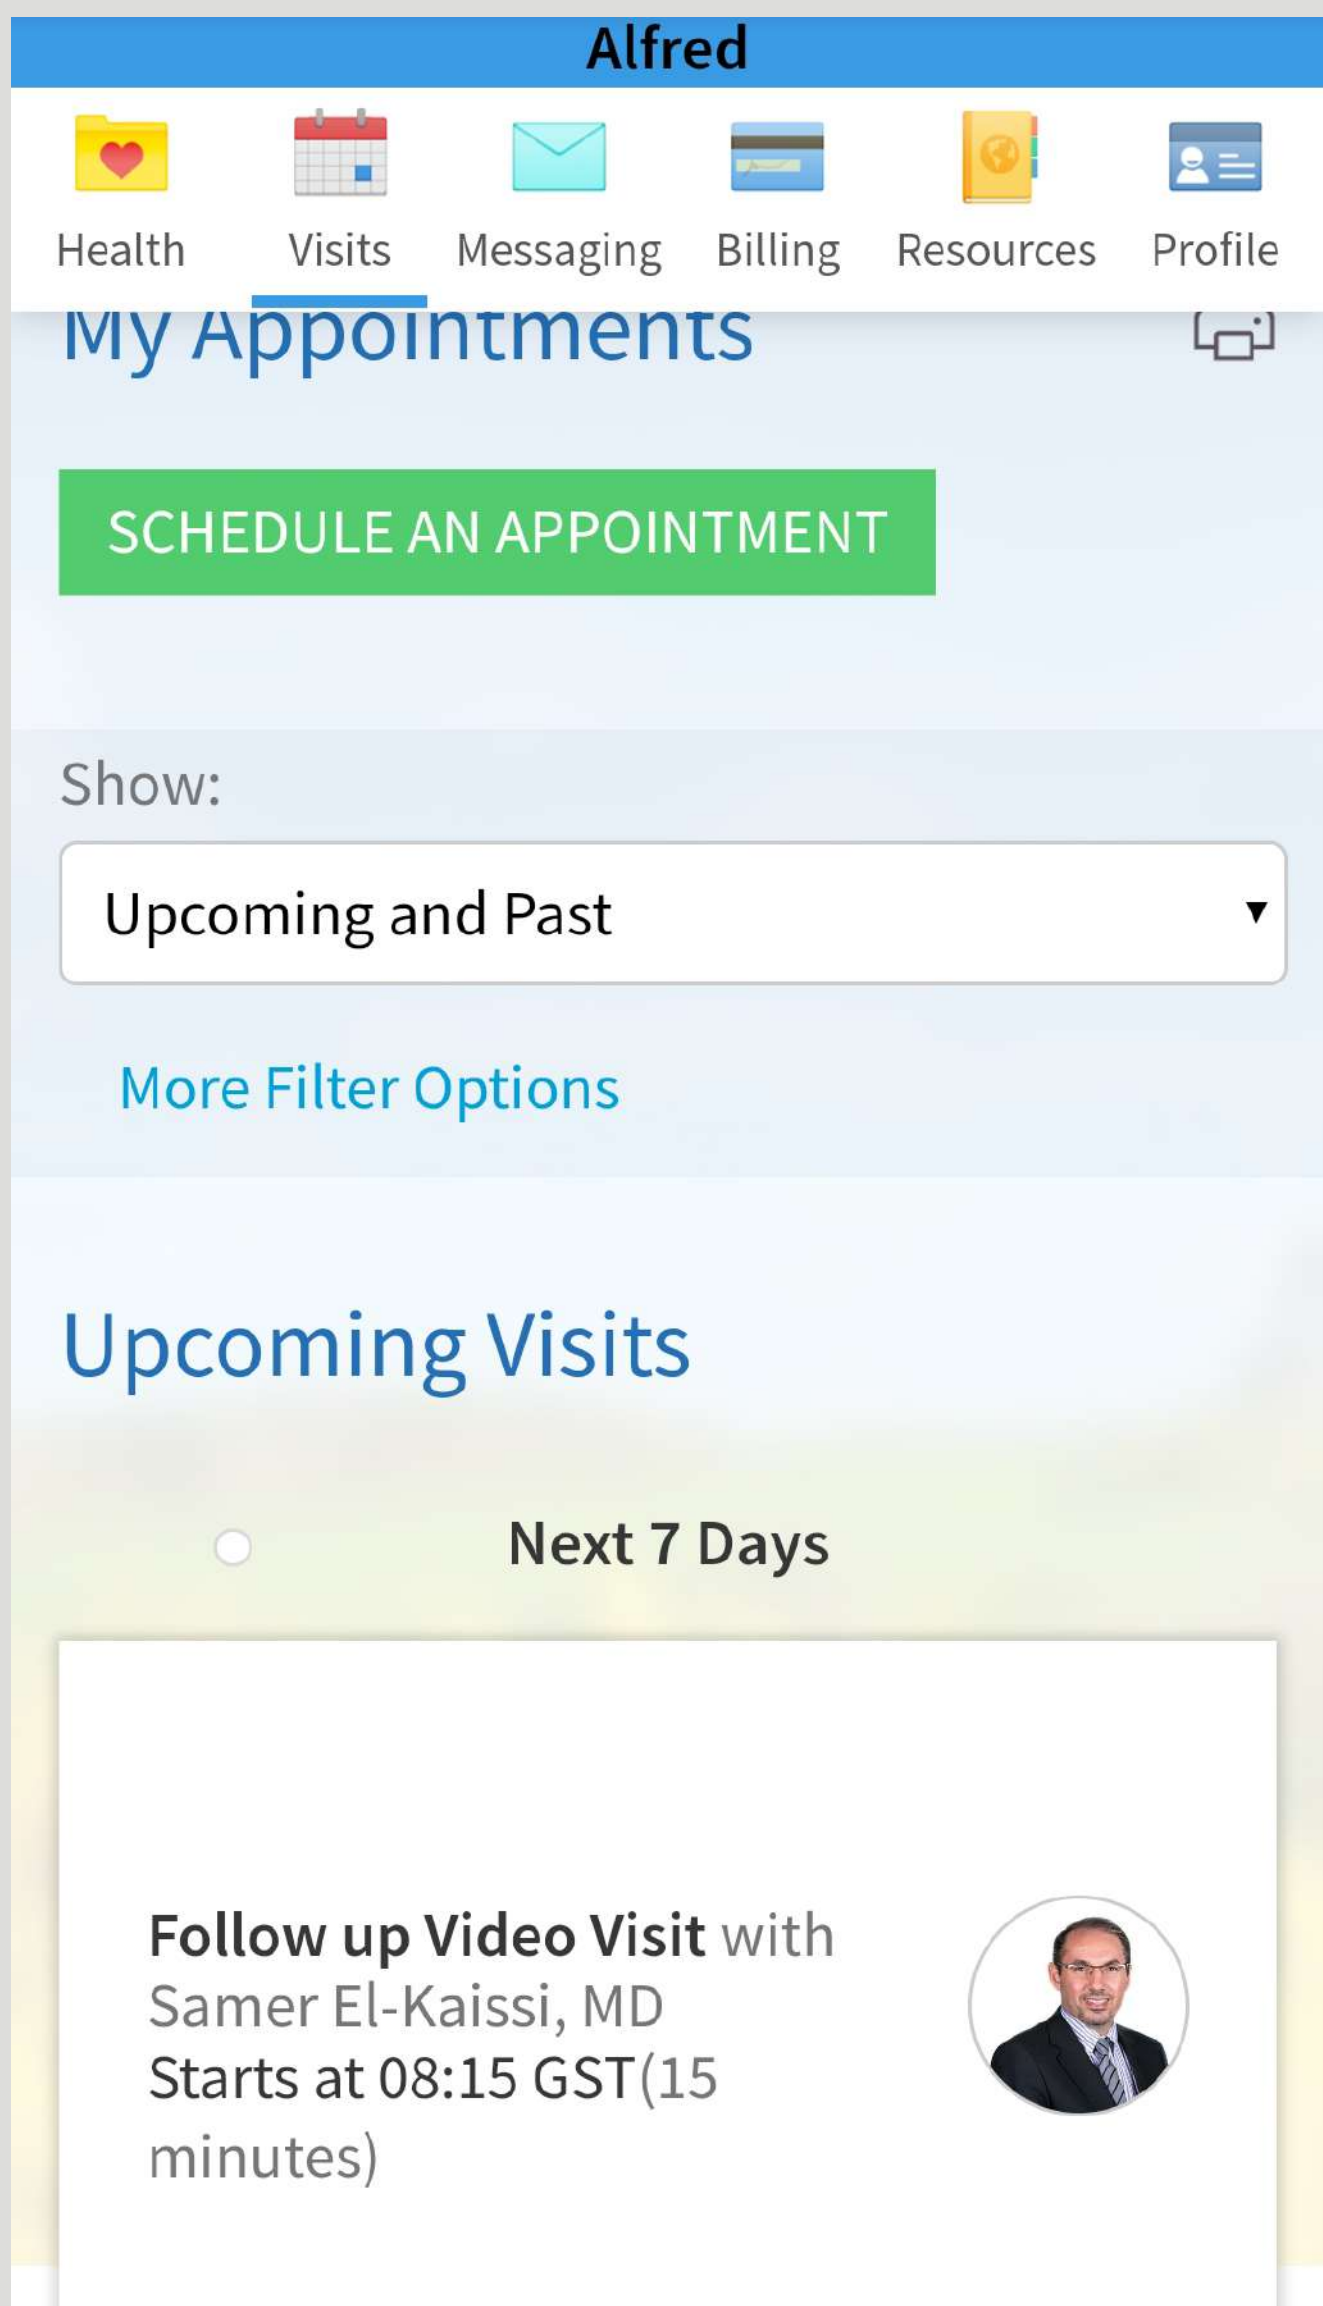 Alfred
Health Visits Messaging Billing Resources Profile
My Appointments
SCHEDULE AN APPOINTMENT
Show:
Upcoming and Past
More Filter Options
Upcoming Visits
Next 7 Days
Follow up Video Visit with
Samer El-Kaissi, MD
Starts at 08:15 GST(15
minutes)